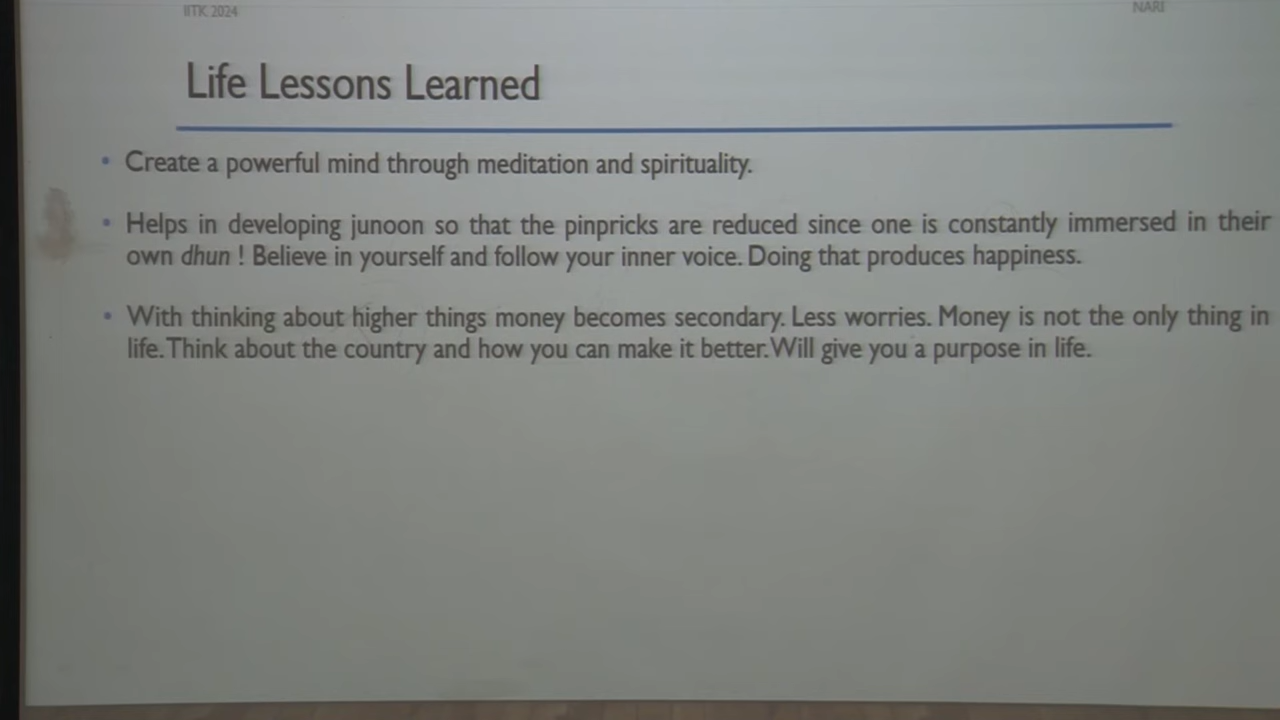 IITK 2024 NARI
Life Lessons Learned
• Create a powerful mind through meditation and spirituality.
• Helps in developing junoon so that the pinpricks are reduced since one is constantly immersed in their
own dhun ! Believe in yourself and follow your inner voice. Doing that produces happiness.
• With thinking about higher things money becomes secondary. Less worries. Money is not the only thing in
life. Think about the country and how you can make it better. Will give you a purpose in life.